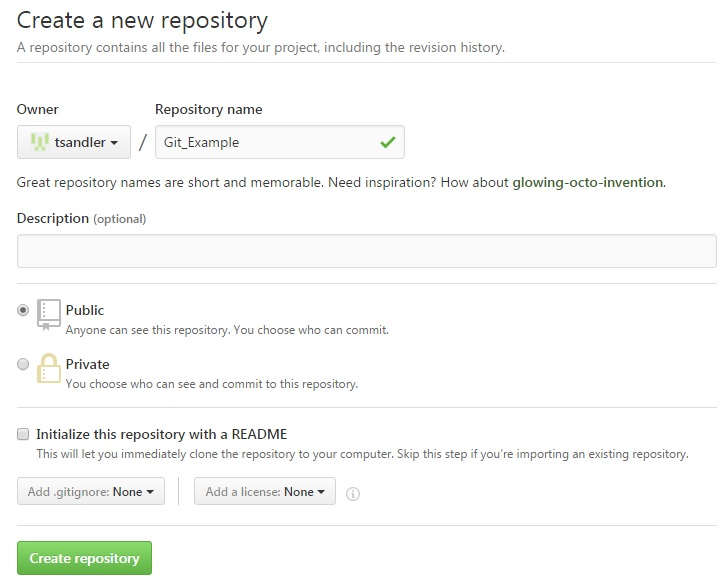 Create a new repository
A repository contains all the files for your project, including the revision history.
Owner Repository name
tsandler / Git_Example
Great repository names are short and memorable. Need inspiration? How about glowing-octo-invention.
Description (optional)
Public
Anyone can see this repository. You choose who can commit.
Private
You choose who can see and commit to this repository.
Initialize this repository with a README
This will let you immediately clone the repository to your computer. Skip this step if you're importing an existing repository.
Add .gitignore: None Add a license: None
Create repository